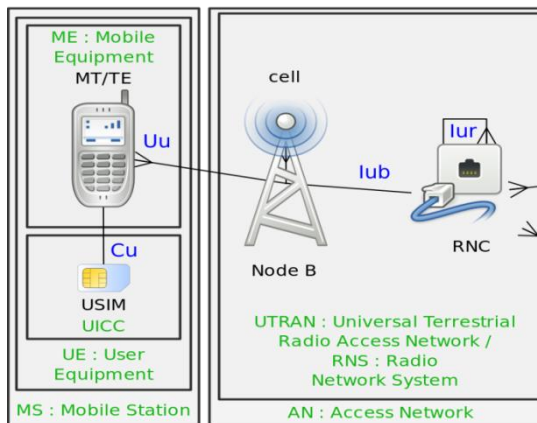 ME : Mobile
Equipment
MT/TE
Uu
Cu
USIM
UICC
UE : User
Equipment
MS : Mobile Station
cell
Iub
Iur
Node B
RNC
UTRAN : Universal Terrestrial
Radio Access Network /
RNS : Radio
Network System
AN : Access Network